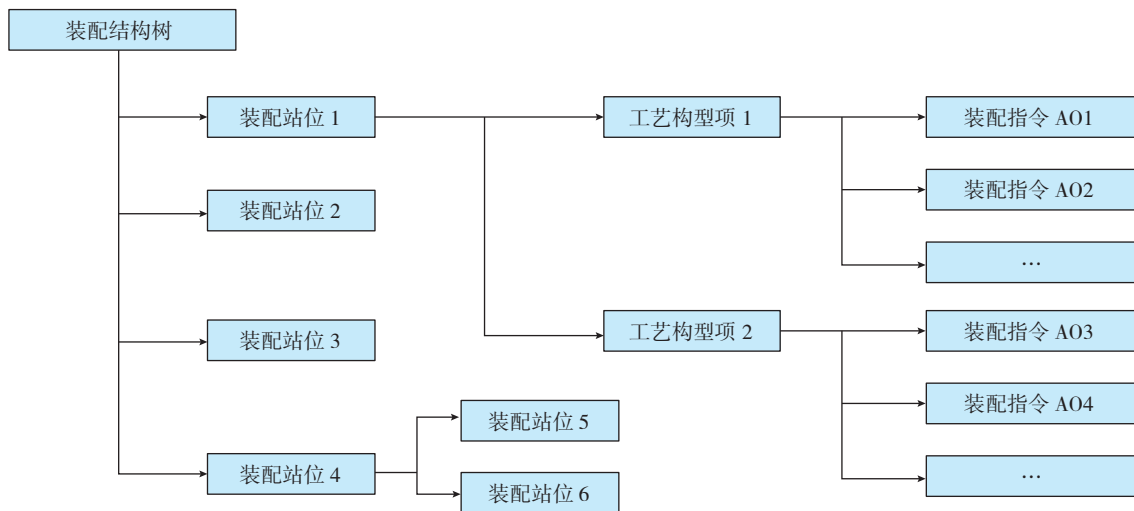 装配结构树
装配站位 1
工艺构型项 1
装配指令 AO1
装配站位 2
装配指令 AO2
…
装配站位 3
工艺构型项 2
装配指令 AO3
装配站位 5
装配指令 AO4
装配站位 4
装配站位 6
…